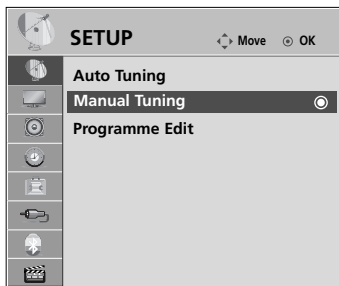 SETUP Move OK
Auto Tuning
Manual Tuning
Programme Edit